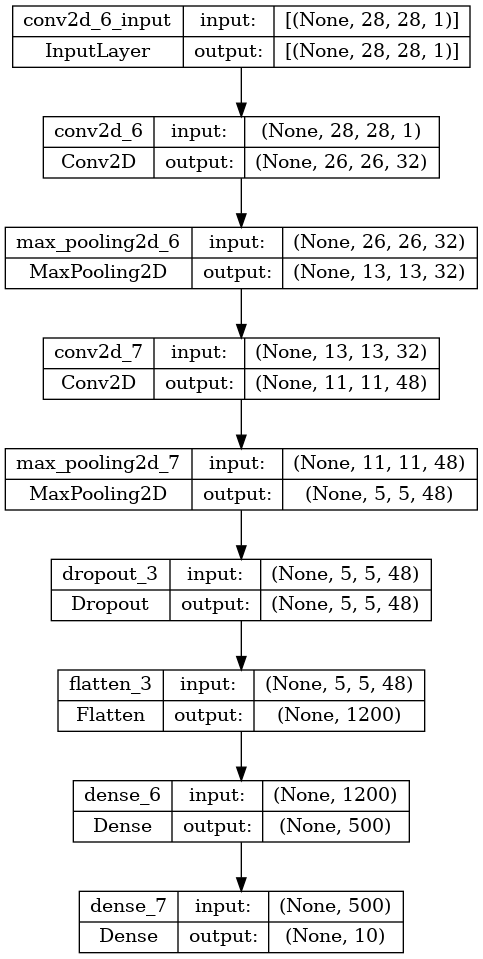 conv2d_6_input input: [(None, 28, 28, 1)]
InputLayer output: [(None, 28, 28, 1)]
conv2d_6 input: (None, 28, 28, 1)
Conv2D output: (None, 26, 26, 32)
max_pooling2d_6 input: (None, 26, 26, 32)
MaxPooling2D output: (None, 13, 13, 32)
conv2d_7 input: (None, 13, 13, 32)
Conv2D output: (None, 11, 11, 48)
max_pooling2d_7 input: (None, 11, 11, 48)
MaxPooling2D output: (None, 5, 5, 48)
dropout_3 input: (None, 5, 5, 48)
Dropout output: (None, 5, 5, 48)
flatten_3 input: (None, 5, 5, 48)
Flatten output: (None, 1200)
dense_6 input: (None, 1200)
Dense output: (None, 500)
dense_7 input: (None, 500)
Dense output: (None, 10)